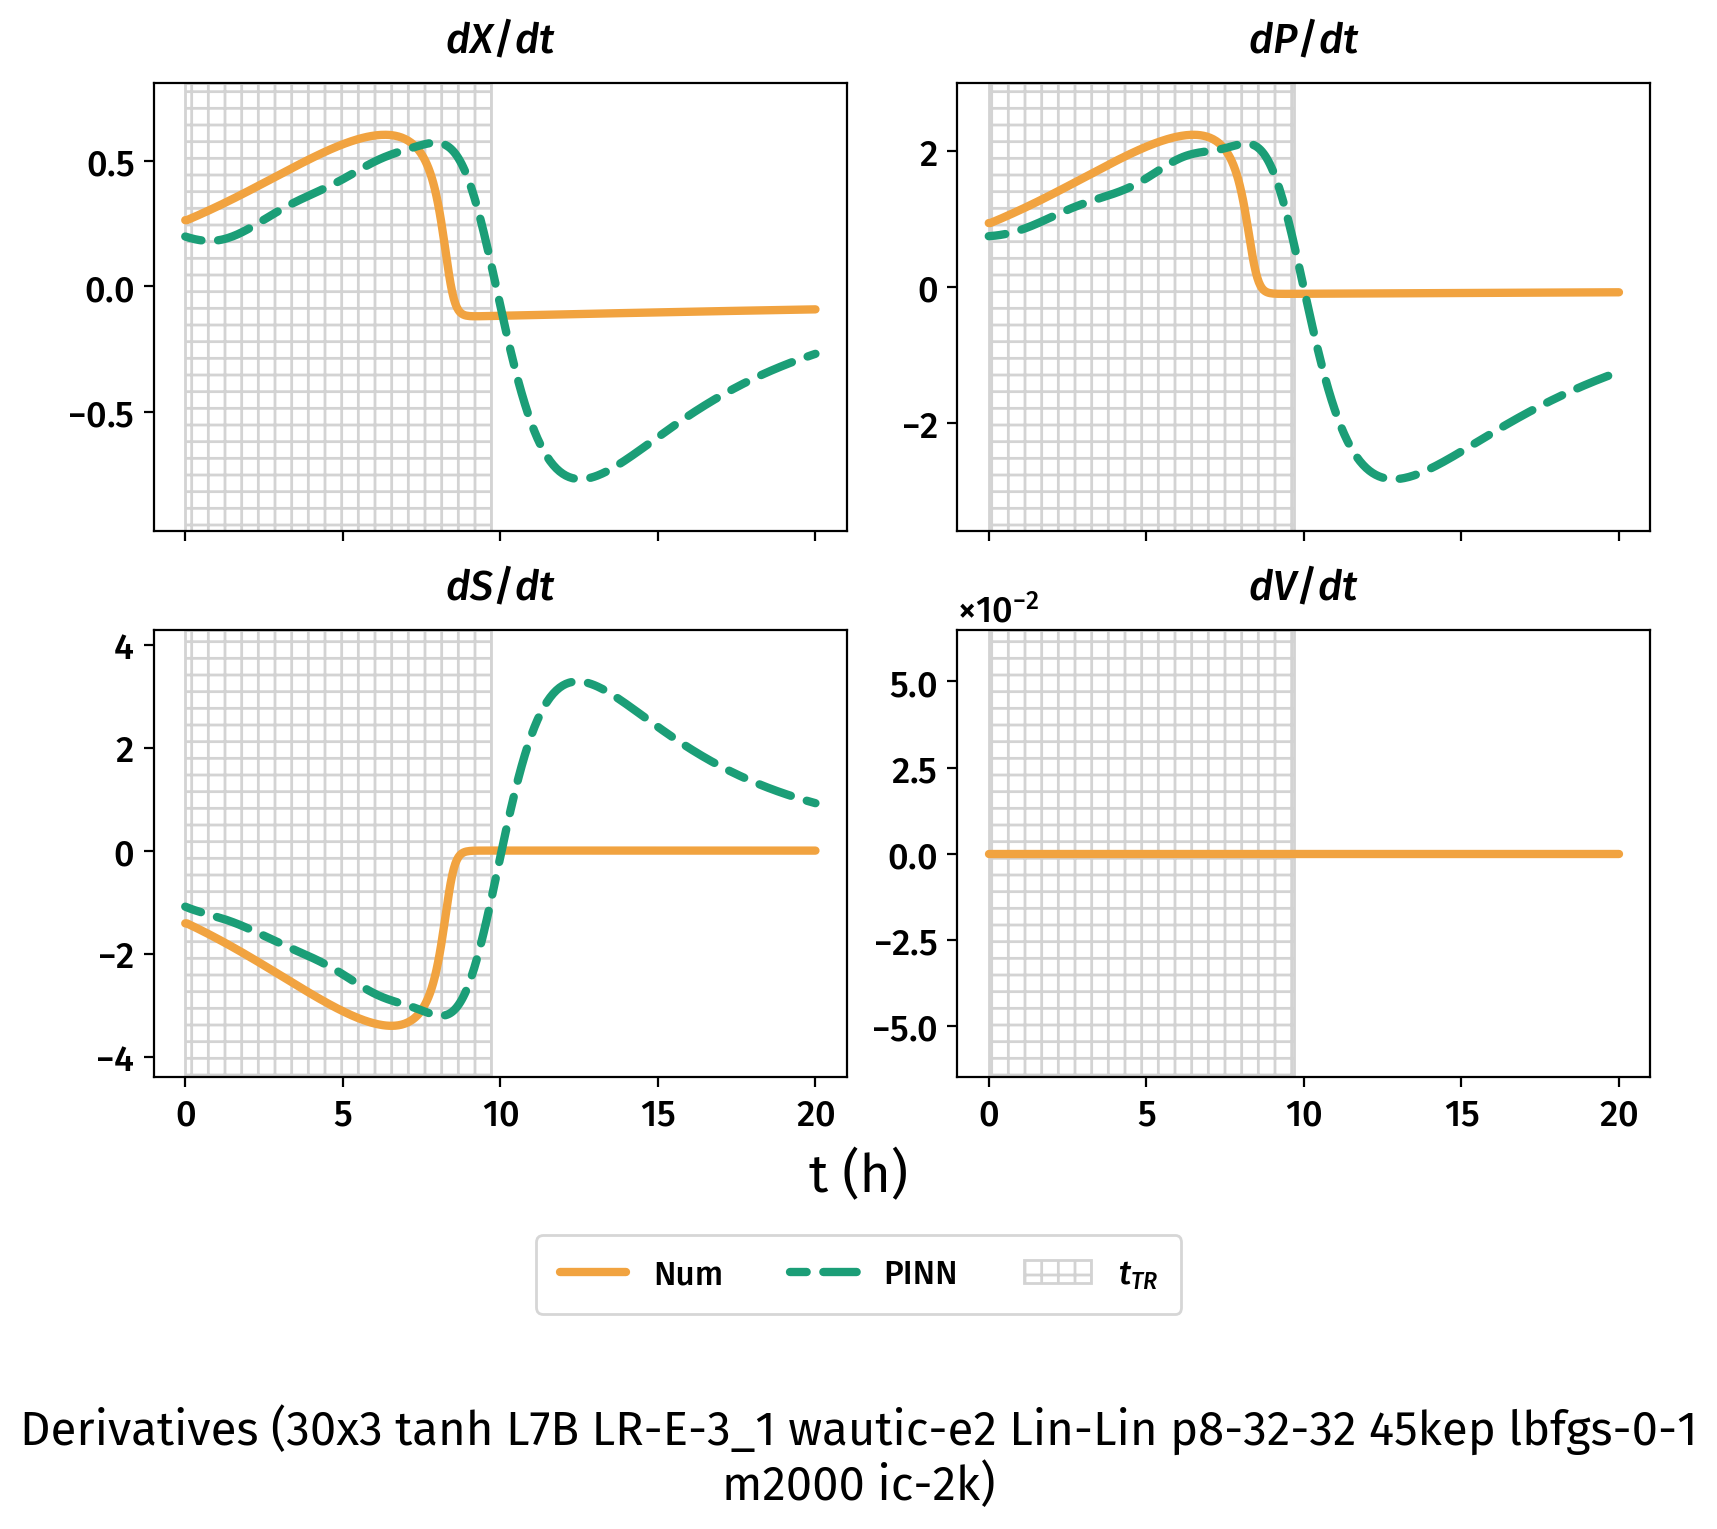 dX/dt
dP/dt
0.5
0.0
−0.5
2
0
−2
dS/dt
dV/dt
×10⁻²
4
2
0
−2
−4
5.0
2.5
0.0
−2.5
−5.0
0 5 10 15 20
0 5 10 15 20
t (h)
Num PINN t_TR
Derivatives (30x3 tanh L7B LR-E-3_1 wautic-e2 Lin-Lin p8-32-32 45kep lbfgs-0-1
m2000 ic-2k)